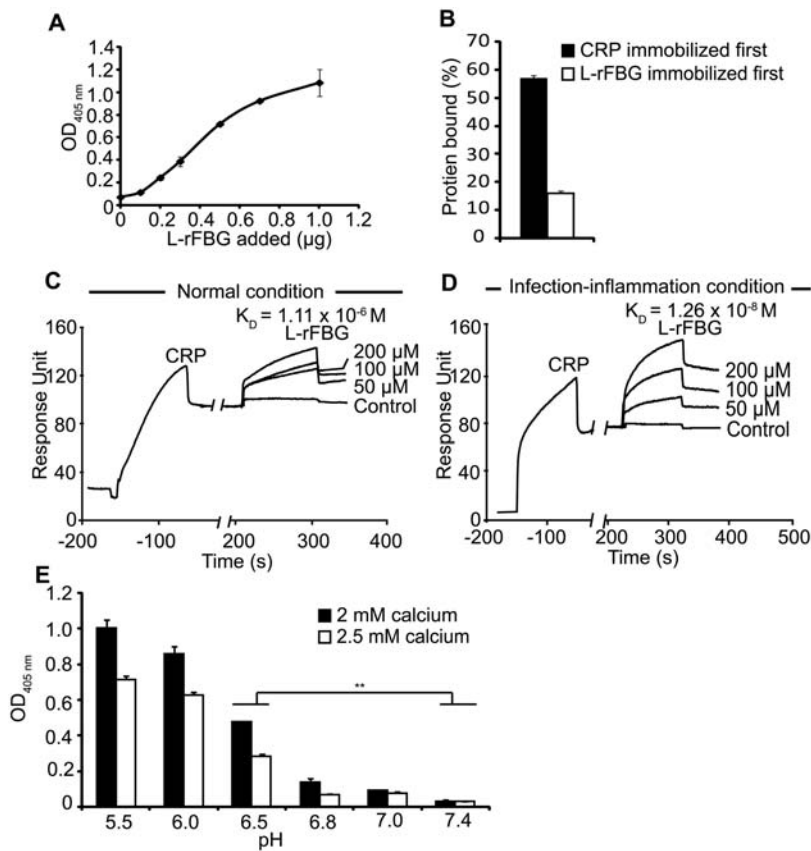 A
OD405 nm
1.4
1.2
1.0
0.8
0.6
0.4
0.2
0
0 0.2 0.4 0.6 0.8 1.0 1.2
L-rFBG added (µg)
B
Protien bound (%)
70
60
50
40
30
20
10
0
CRP immobilized first
L-rFBG immobilized first
C
Normal condition
KD = 1.11 x 10-6 M
L-rFBG
CRP
200 µM
100 µM
50 µM
Control
Response Unit
160
120
80
40
0
-200 -100 200 300 400
Time (s)
D
Infection-inflammation condition
KD = 1.26 x 10-8 M
L-rFBG
CRP
200 µM
100 µM
50 µM
Control
Response Unit
160
120
80
40
0
-200 -100 200 300 400 500
Time (s)
E
OD405 nm
1.2
1.0
0.8
0.6
0.4
0.2
0
2 mM calcium
2.5 mM calcium
**
5.5 6.0 6.5 6.8 7.0 7.4
pH